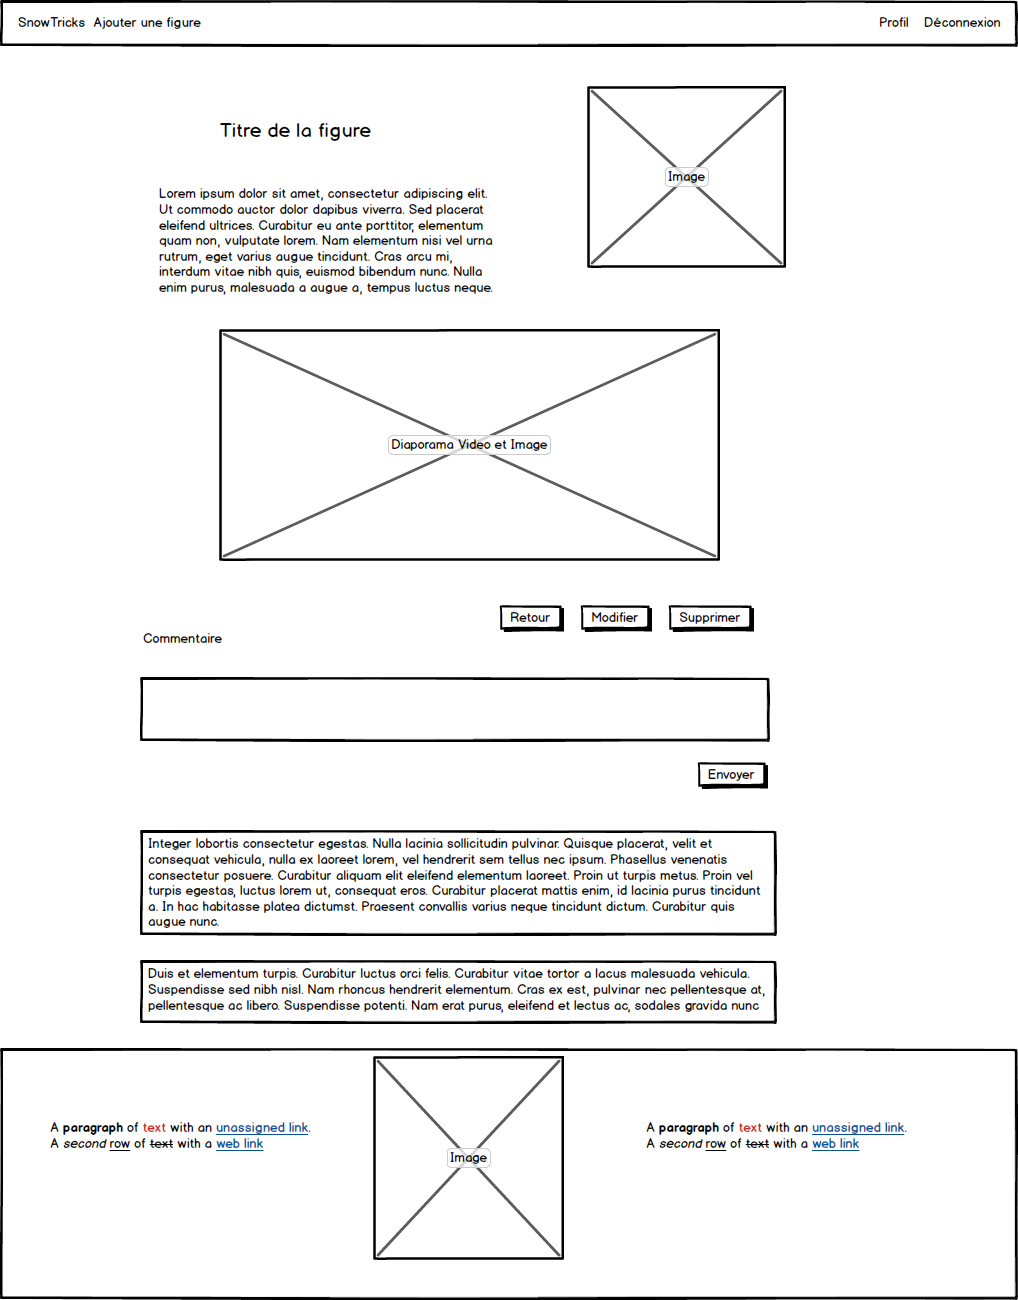 SnowTricks Ajouter une figure Profil Déconnexion
Titre de la figure
Image
Lorem ipsum dolor sit amet, consectetur adipiscing elit.
Ut commodo auctor dolor dapibus viverra. Sed placerat
eleifend ultrices. Curabitur eu ante porttitor, elementum
quam non, vulputate lorem. Nam elementum nisi vel urna
rutrum, eget varius augue tincidunt. Cras arcu mi,
interdum vitae nibh quis, euismod bibendum nunc. Nulla
enim purus, malesuada a augue a, tempus luctus neque.
Diaporama Video et Image
Retour Modifier Supprimer
Commentaire
Envoyer
Integer lobortis consectetur egestas. Nulla lacinia sollicitudin pulvinar. Quisque placerat, velit et
consequat vehicula, nulla ex laoreet lorem, vel hendrerit sem tellus nec ipsum. Phasellus venenatis
consectetur posuere. Curabitur aliquam elit eleifend elementum laoreet. Proin ut turpis metus. Proin vel
turpis egestas, luctus lorem ut, consequat eros. Curabitur placerat mattis enim, id lacinia purus tincidunt
a. In hac habitasse platea dictumst. Praesent convallis varius neque tincidunt dictum. Curabitur quis
augue nunc.
Duis et elementum turpis. Curabitur luctus orci felis. Curabitur vitae tortor a lacus malesuada vehicula.
Suspendisse sed nibh nisl. Nam rhoncus hendrerit elementum. Cras ex est, pulvinar nec pellentesque at,
pellentesque ac libero. Suspendisse potenti. Nam erat purus, eleifend et lectus ac, sodales gravida nunc
A paragraph of text with an unassigned link.
A second row of text with a web link
Image
A paragraph of text with an unassigned link.
A second row of text with a web link